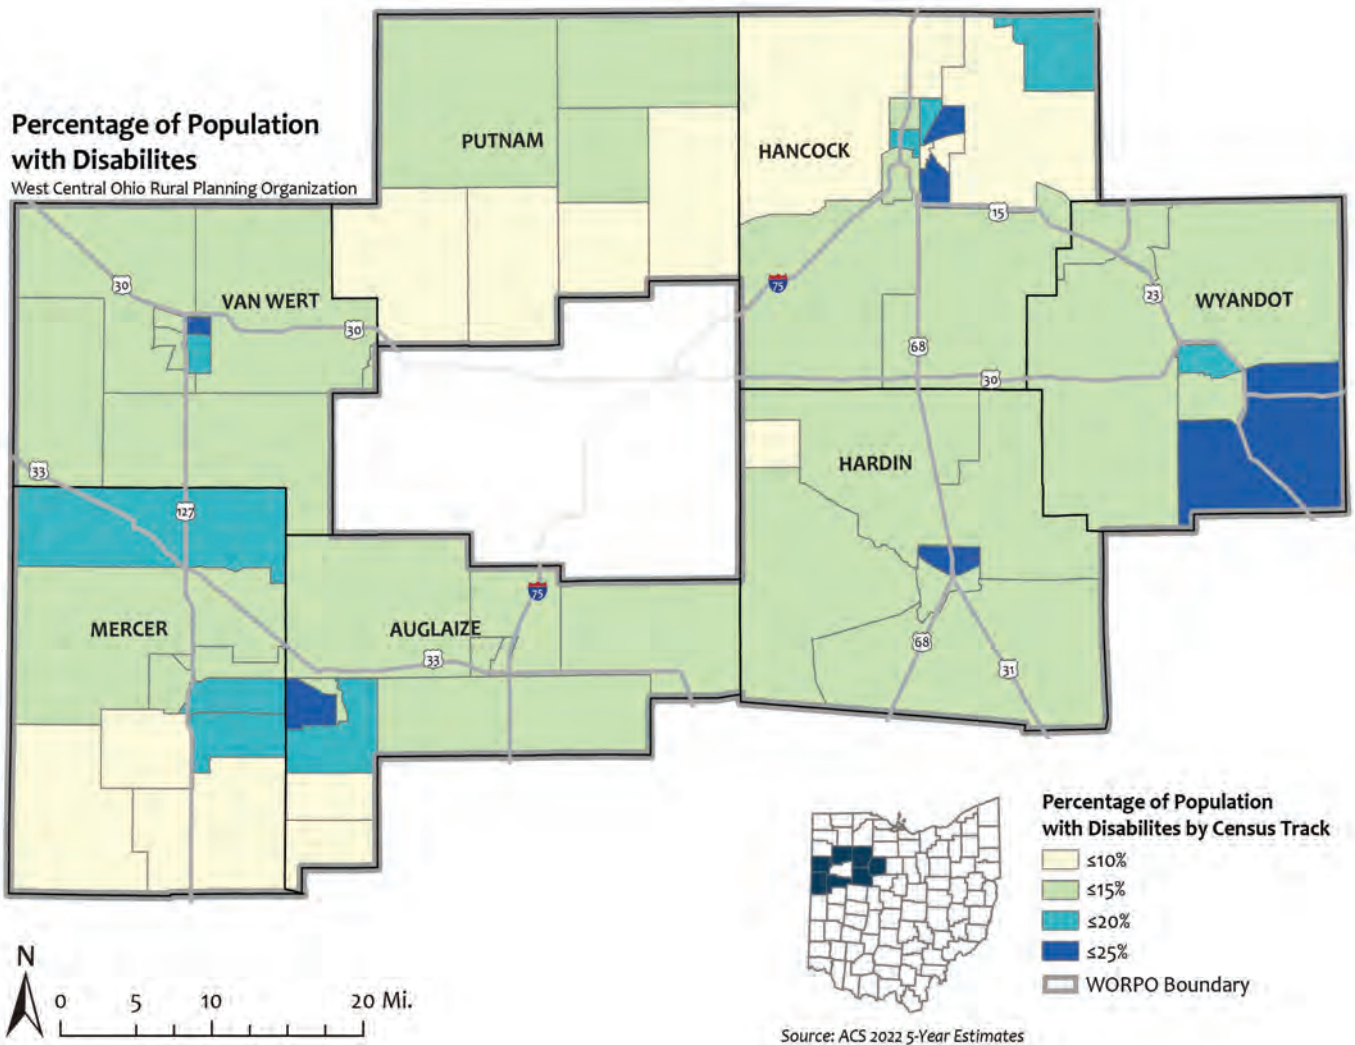 Percentage of Population
with Disabilites
West Central Ohio Rural Planning Organization
PUTNAM
HANCOCK
15
75
30
VAN WERT
30
23
WYANDOT
68
30
33
HARDIN
127
75
MERCER
AUGLAIZE
33
68
31
Percentage of Population
with Disabilites by Census Track
≤10%
≤15%
≤20%
≤25%
WORPO Boundary
N
0 5 10 20 Mi.
Source: ACS 2022 5-Year Estimates